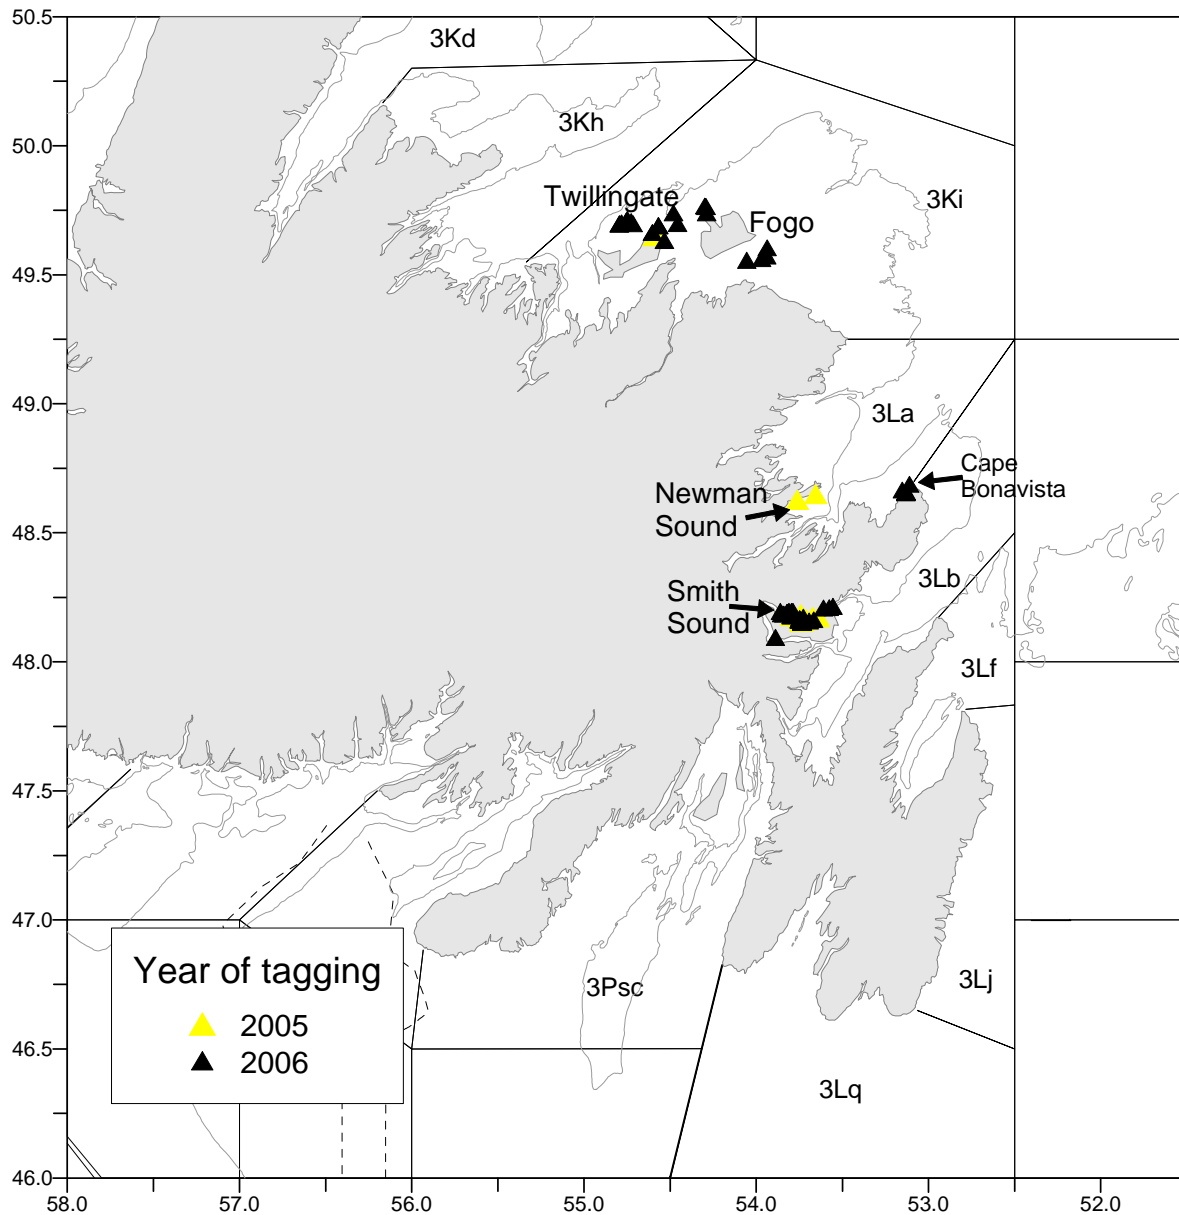 50.5
3Kd
3Kh
50.0
Twillingate
3Ki
Fogo
49.5
49.0
3La
Cape
Bonavista
Newman
Sound
48.5
3Lb
Smith
Sound
48.0
3Lf
47.5
47.0
Year of tagging
2005
2006
3Psc
3Lj
46.5
3Lq
46.0
58.0
57.0
56.0
55.0
54.0
53.0
52.0